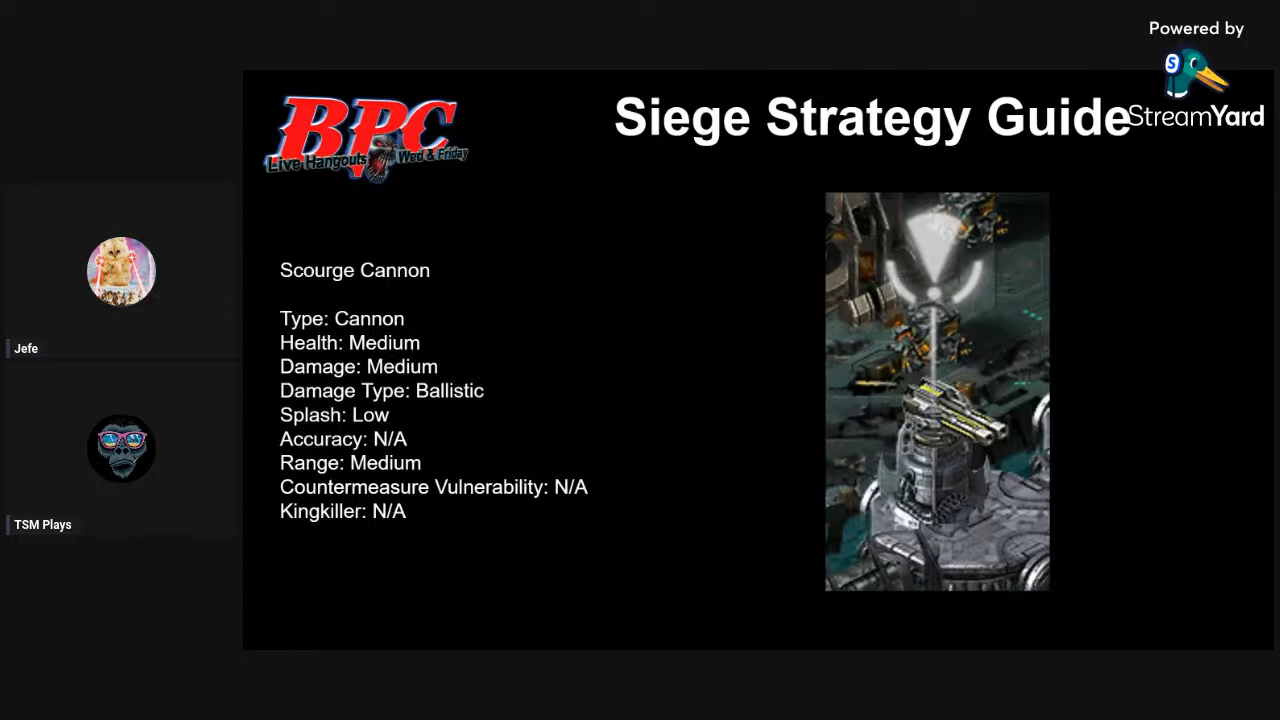 Powered by
StreamYard
BPC
Live Hangouts Wed & Friday
Siege Strategy Guide
Scourge Cannon
Type: Cannon
Health: Medium
Damage: Medium
Damage Type: Ballistic
Splash: Low
Accuracy: N/A
Range: Medium
Countermeasure Vulnerability: N/A
Kingkiller: N/A
Jefe
TSM Plays